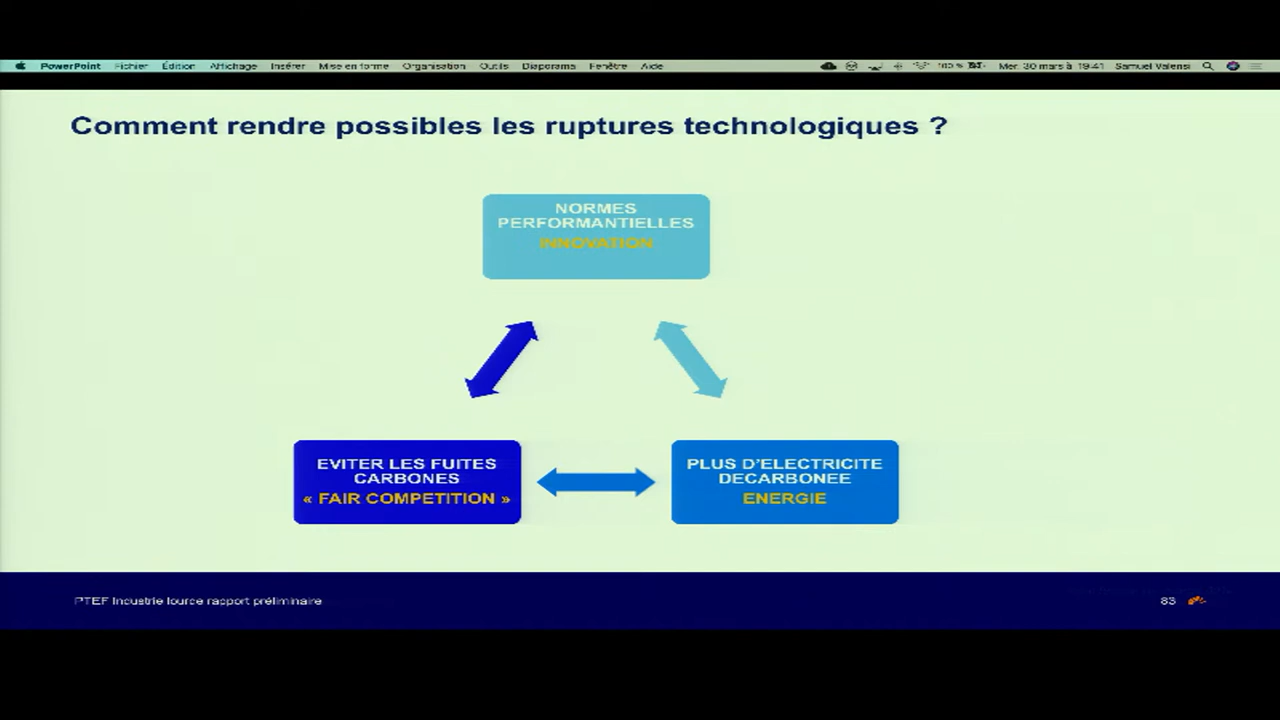 PowerPoint Fichier Édition Affichage Insérer Mise en forme Organisation Outils Diaporama Fenêtre Aide 100 % Mer. 30 mars à 19:41 Samuel Valensi
Comment rendre possibles les ruptures technologiques ?
NORMES
PERFORMANTIELLES
INNOVATION
EVITER LES FUITES
CARBONES
« FAIR COMPETITION »
PLUS D'ELECTRICITE
DECARBONEE
ENERGIE
PTEF Industrie lource rapport préliminaire
83